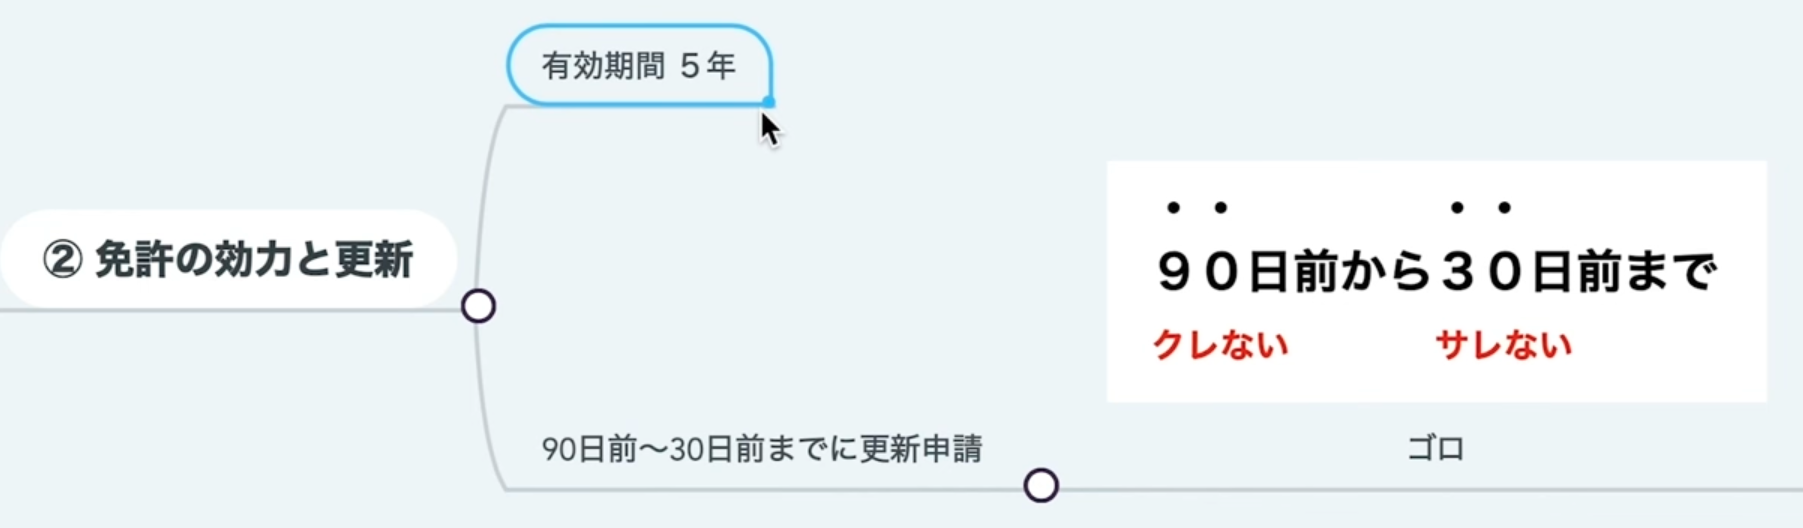 有効期間 ５年
② 免許の効力と更新
９０日前から３０日前まで
クレない サレない
90日前〜30日前までに更新申請
ゴロ